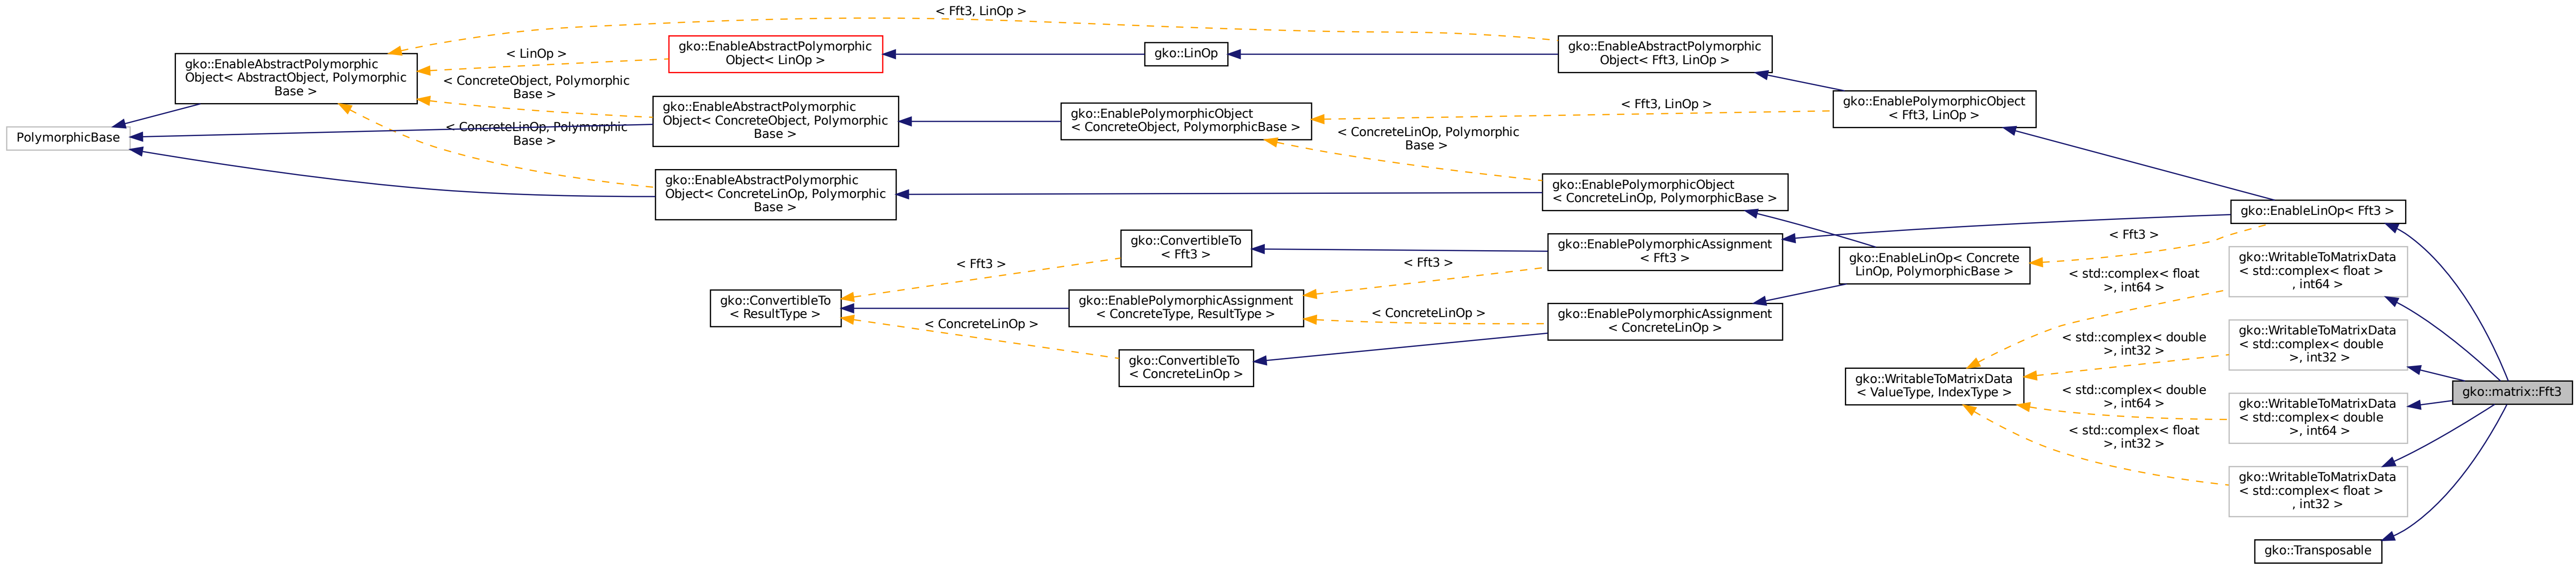 PolymorphicBase
gko::EnableAbstractPolymorphic
Object< AbstractObject, Polymorphic
Base >
< Fft3, LinOp >
< LinOp >
< ConcreteObject, Polymorphic
Base >
< ConcreteLinOp, Polymorphic
Base >
gko::EnableAbstractPolymorphic
Object< LinOp >
gko::EnableAbstractPolymorphic
Object< ConcreteObject, Polymorphic
Base >
gko::EnableAbstractPolymorphic
Object< ConcreteLinOp, Polymorphic
Base >
gko::ConvertibleTo
< ResultType >
< Fft3 >
< ConcreteLinOp >
gko::LinOp
gko::EnablePolymorphicObject
< ConcreteObject, PolymorphicBase >
gko::ConvertibleTo
< Fft3 >
gko::EnablePolymorphicAssignment
< ConcreteType, ResultType >
gko::ConvertibleTo
< ConcreteLinOp >
< Fft3, LinOp >
< ConcreteLinOp, Polymorphic
Base >
< Fft3 >
< ConcreteLinOp >
gko::EnableAbstractPolymorphic
Object< Fft3, LinOp >
gko::EnablePolymorphicObject
< ConcreteLinOp, PolymorphicBase >
gko::EnablePolymorphicAssignment
< Fft3 >
gko::EnablePolymorphicAssignment
< ConcreteLinOp >
gko::EnablePolymorphicObject
< Fft3, LinOp >
gko::EnableLinOp< Concrete
LinOp, PolymorphicBase >
gko::WritableToMatrixData
< ValueType, IndexType >
< Fft3 >
< std::complex< float
>, int64 >
< std::complex< double
>, int32 >
< std::complex< double
>, int64 >
< std::complex< float
>, int32 >
gko::EnableLinOp< Fft3 >
gko::WritableToMatrixData
< std::complex< float >
, int64 >
gko::WritableToMatrixData
< std::complex< double
>, int32 >
gko::WritableToMatrixData
< std::complex< double
>, int64 >
gko::WritableToMatrixData
< std::complex< float >
, int32 >
gko::Transposable
gko::matrix::Fft3